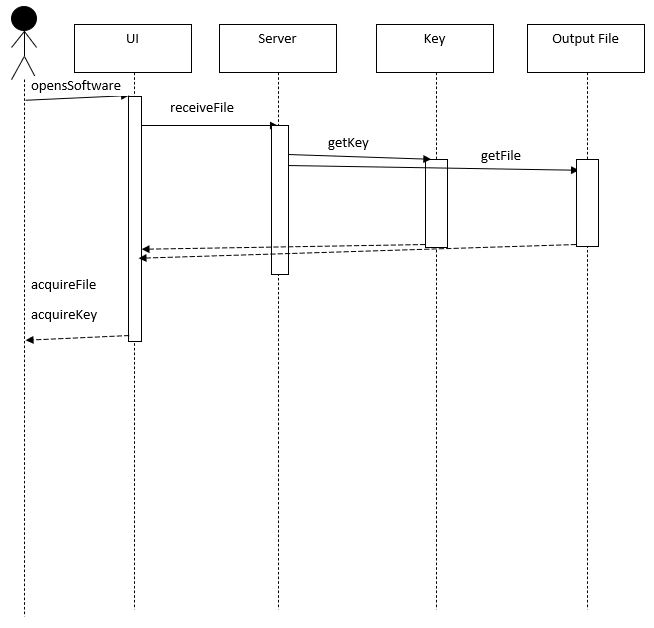 UI
Server
Key
Output File
opensSoftware
receiveFile
getKey
getFile
acquireFile
acquireKey